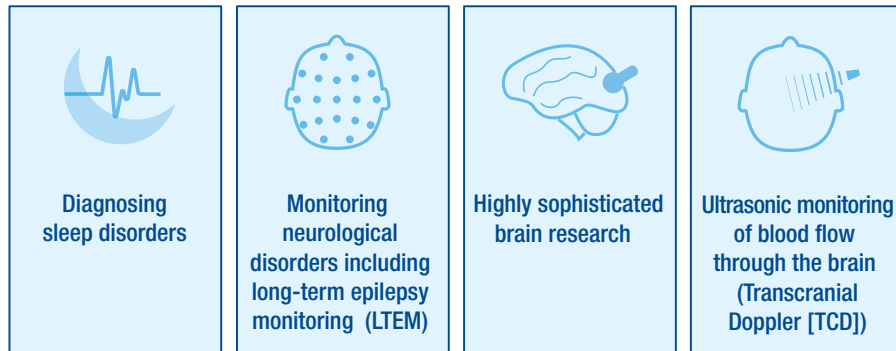 Diagnosing
sleep disorders
Monitoring
neurological
disorders including
long-term epilepsy
monitoring (LTEM)
Highly sophisticated
brain research
Ultrasonic monitoring
of blood flow
through the brain
(Transcranial
Doppler [TCD])